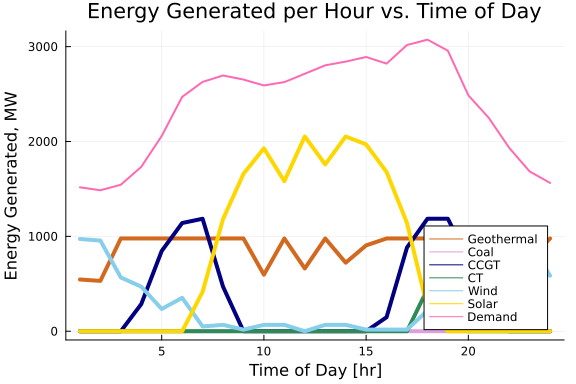 Energy Generated per Hour vs. Time of Day
Energy Generated, MW
3000
2000
1000
0
Geothermal
Coal
CCGT
CT
Wind
Solar
Demand
5
10
15
20
Time of Day [hr]